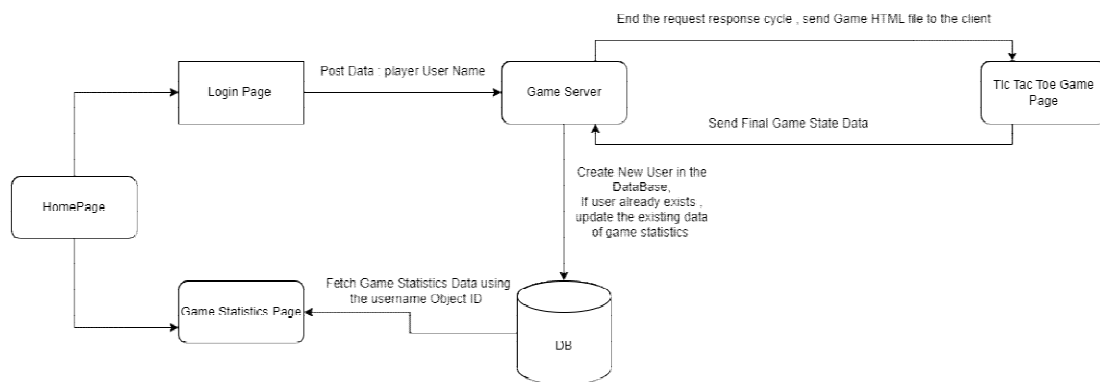 End the request response cycle , send Game HTML file to the client
Post Data : player User Name
Login Page
Game Server
Tic Tac Toe Game
Page
Send Final Game State Data
Create New User in the
DataBase,
If user already exists ,
update the existing data
of game statistics
HomePage
Fetch Game Statistics Data using
the username Object ID
Game Statistics Page
DB